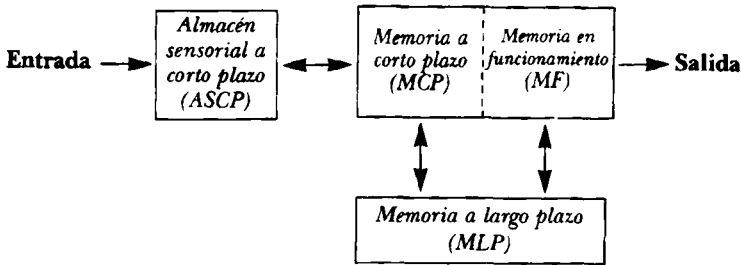 Entrada
Almacén
sensorial a
corto plazo
(ASCP)
Memoria a
corto plazo
(MCP)
Memoria en
funcionamiento
(MF)
Salida
Memoria a largo plazo
(MLP)